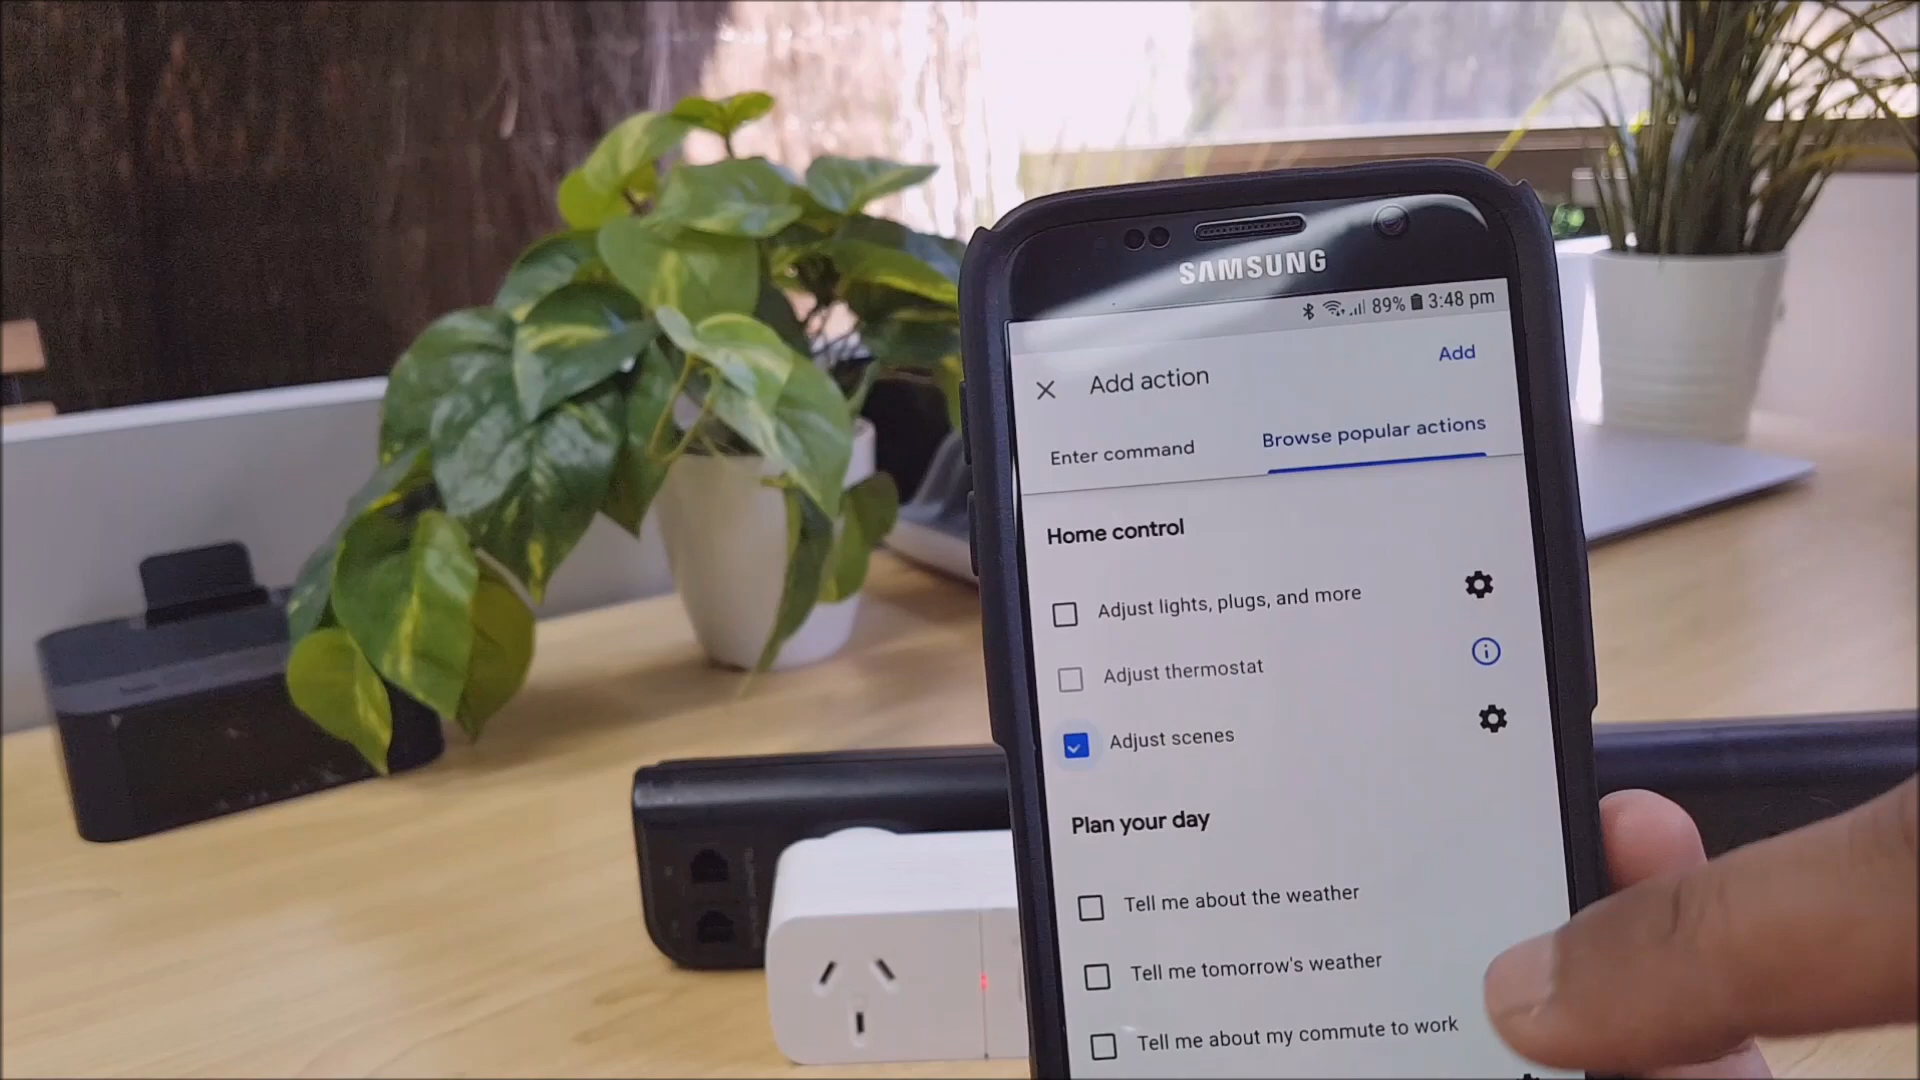 SAMSUNG
89% 3:48 pm
Add action
Add
Enter command
Browse popular actions
Home control
Adjust lights, plugs, and more
Adjust thermostat
Adjust scenes
Plan your day
Tell me about the weather
Tell me tomorrow's weather
Tell me about my commute to work